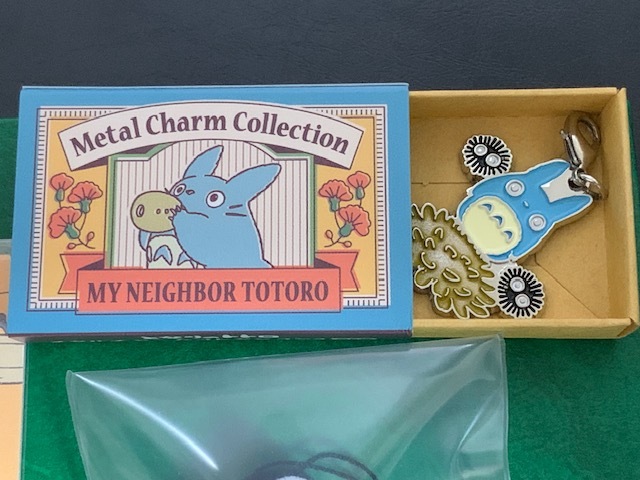 Metal Charm Collection
MY NEIGHBOR TOTORO